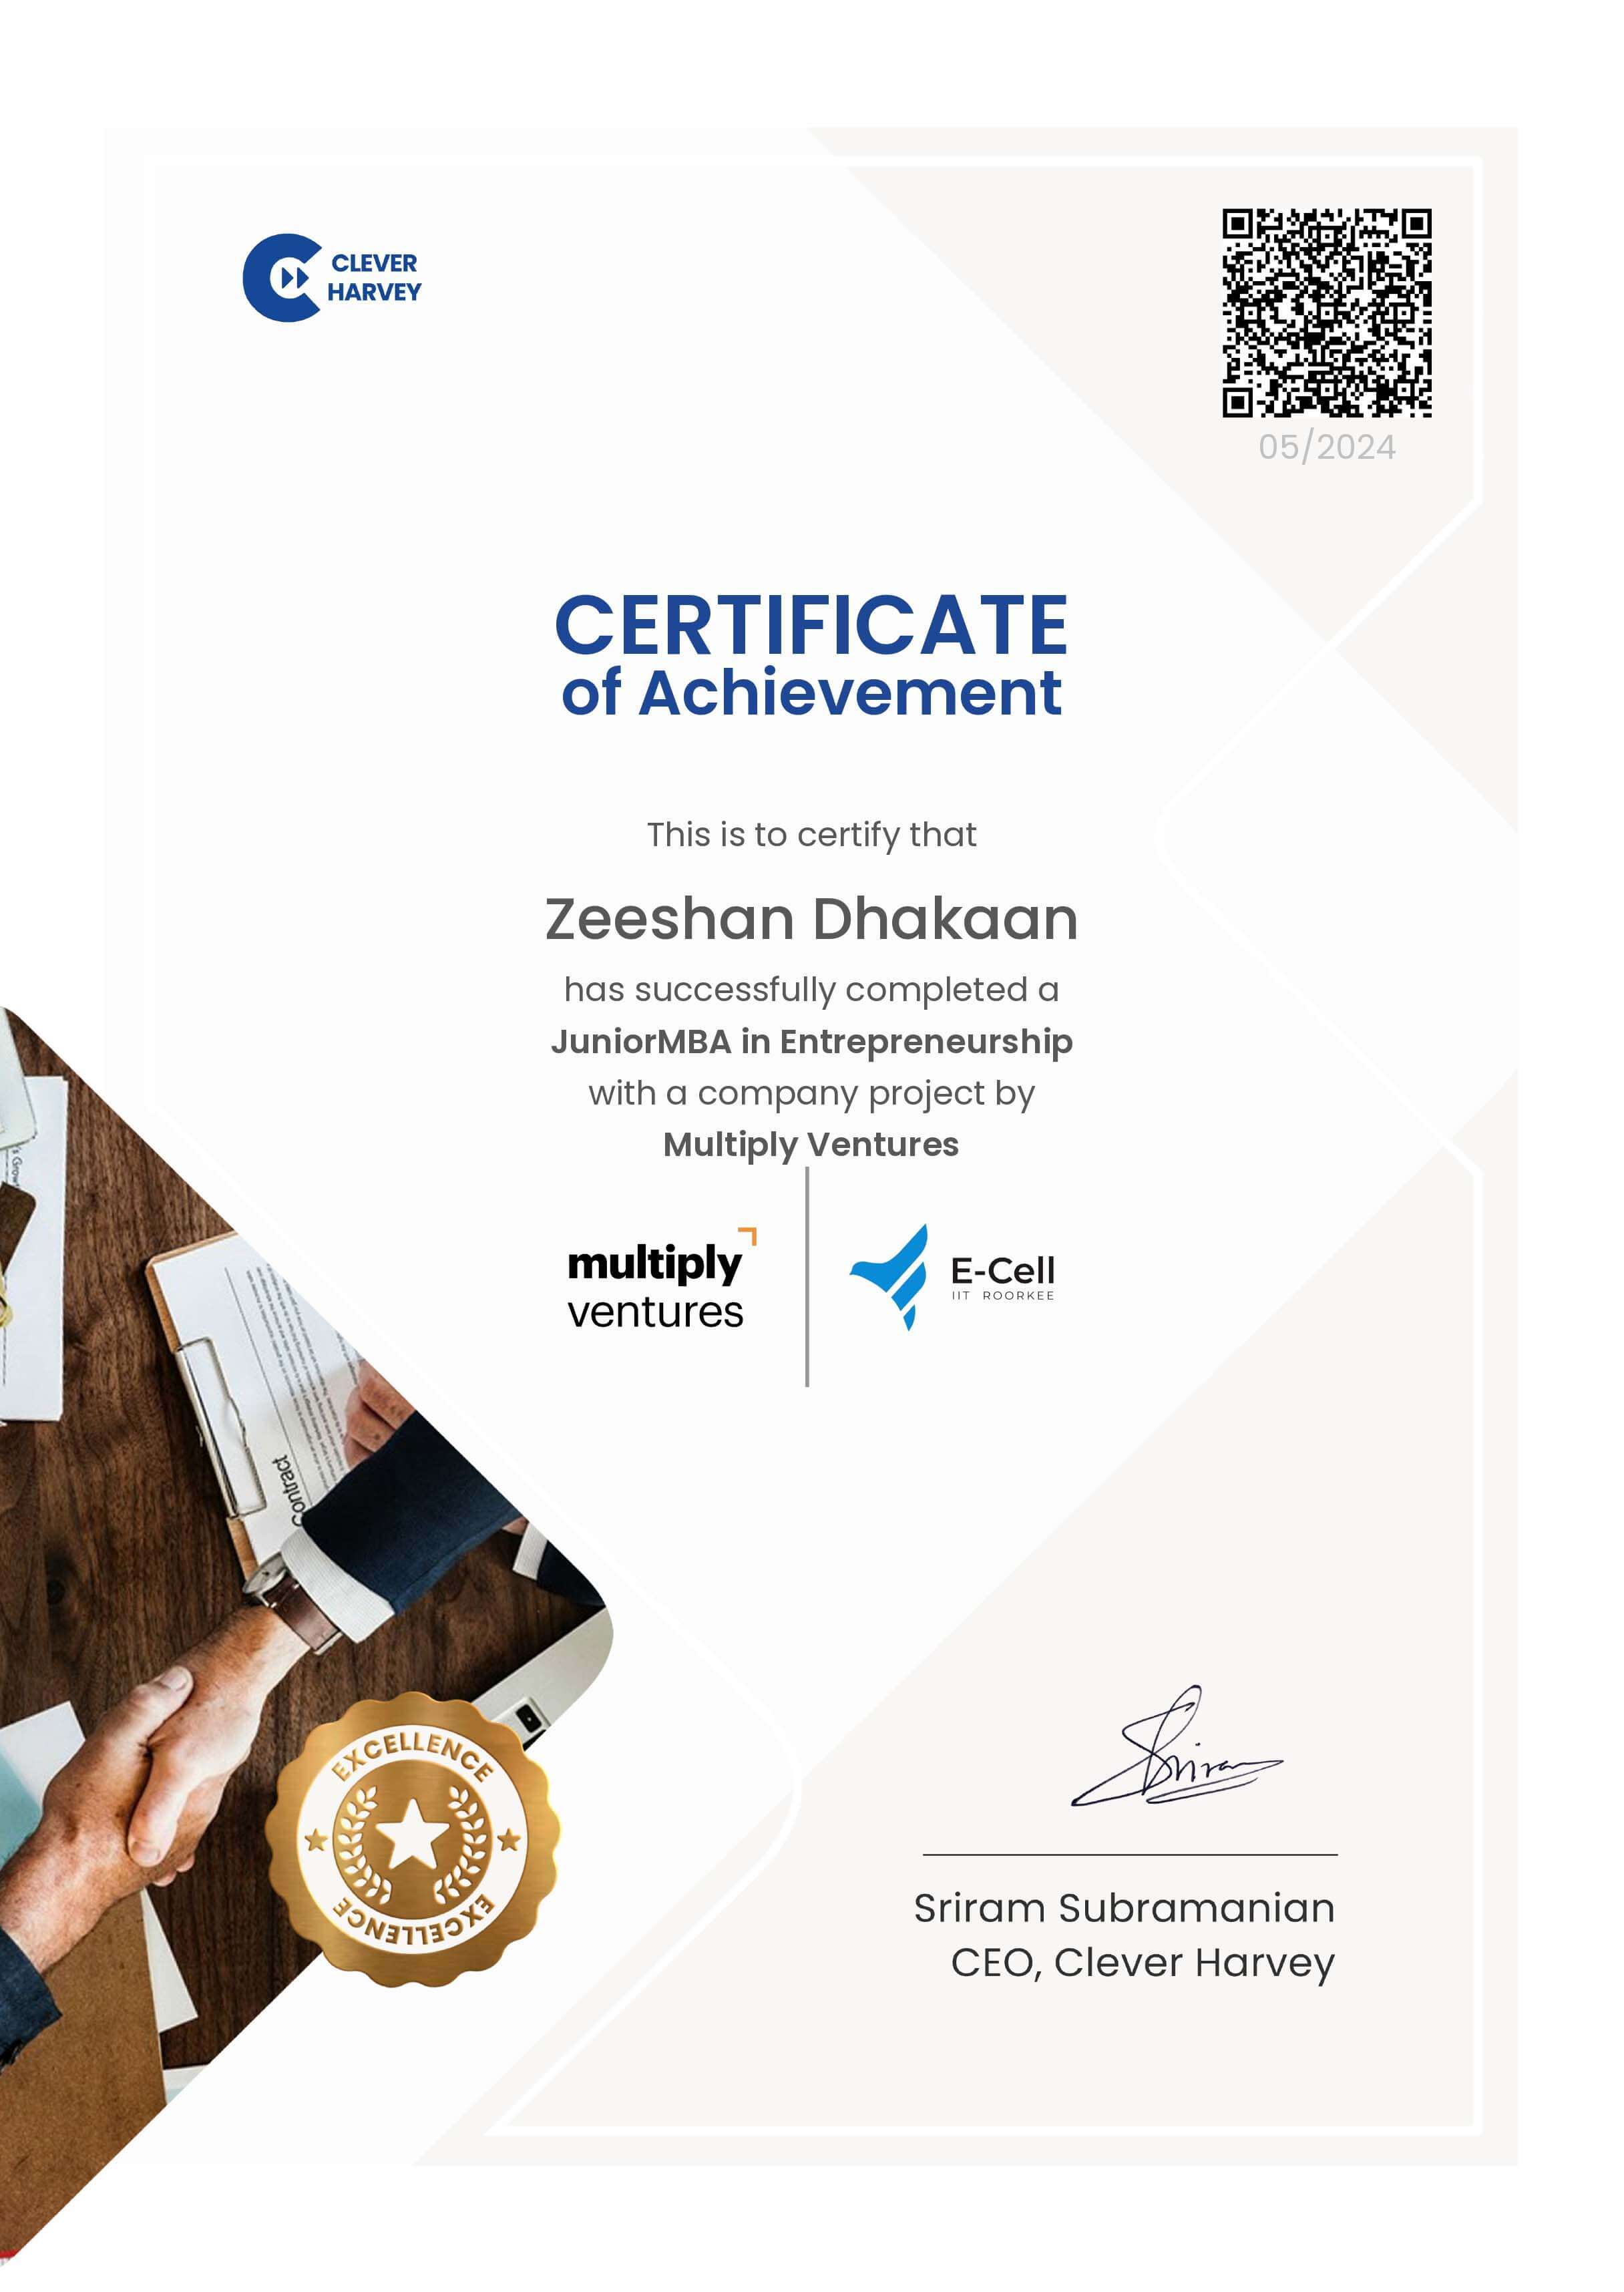 CLEVER
HARVEY
05/2024
CERTIFICATE
of Achievement
This is to certify that
Zeeshan Dhakaan
has successfully completed a
JuniorMBA in Entrepreneurship
with a company project by
Multiply Ventures
multiply
ventures
E-Cell
IIT ROORKEE
Contract
EXCELLENCE
EXCELLENCE
Sriram
Sriram Subramanian
CEO, Clever Harvey